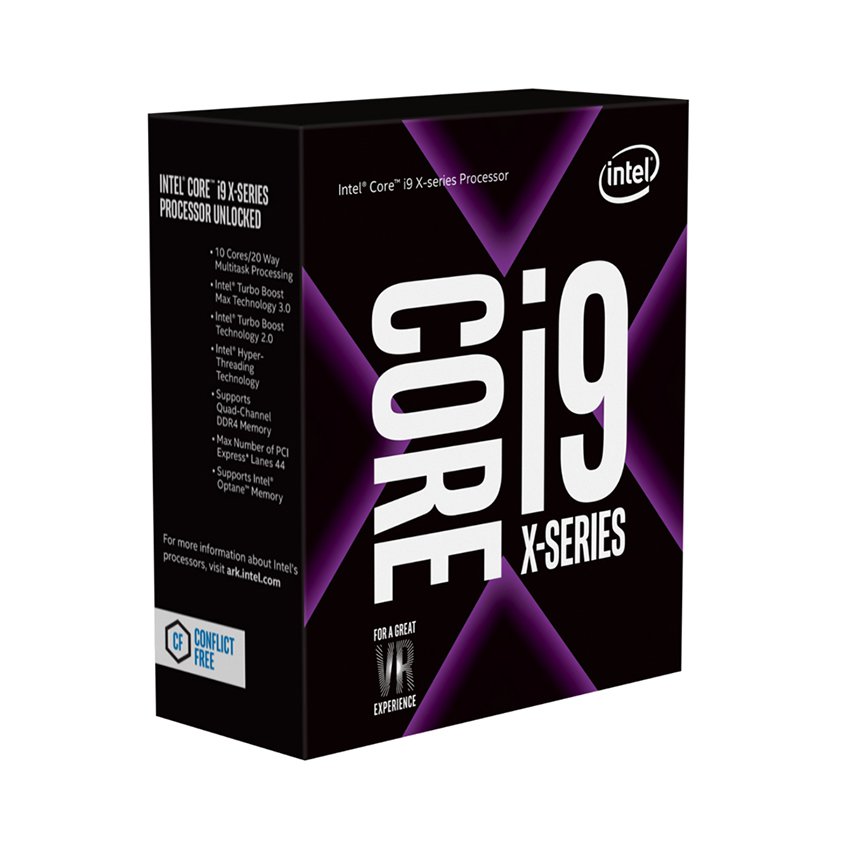 INTEL® CORE™ i9 X-SERIES
PROCESSOR UNLOCKED
• 10 Cores/20 Way
Multitask Processing
• Intel® Turbo Boost
Max Technology 3.0
• Intel® Turbo Boost
Technology 2.0
• Intel® Hyper-
Threading
Technology
• Supports
Quad-Channel
DDR4 Memory
• Max Number of PCI
Express* Lanes 44
• Supports Intel®
Optane™ Memory
For more information about Intel's
processors, visit ark.intel.com
CF
CONFLICT
FREE
Intel® Core™ i9 X-series Processor
intel®
CORE
i9
X-SERIES
FOR A GREAT
VR
EXPERIENCE